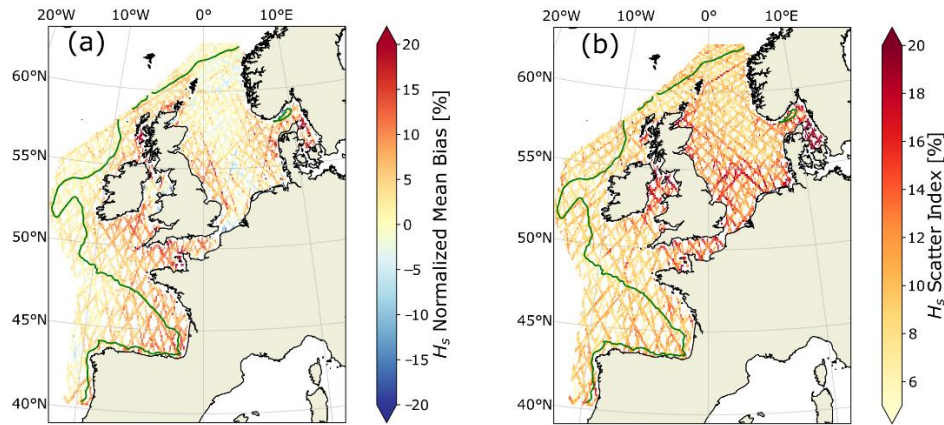 20°W 10°W 0° 10°E
(a)
60°N
55°N
50°N
45°N
40°N
20
15
10
5
0
−5
−10
−15
−20
Hs Normalized Mean Bias [%]
20°W 10°W 0° 10°E
(b)
60°N
55°N
50°N
45°N
40°N
20
18
16
14
12
10
8
6
Hs Scatter Index [%]